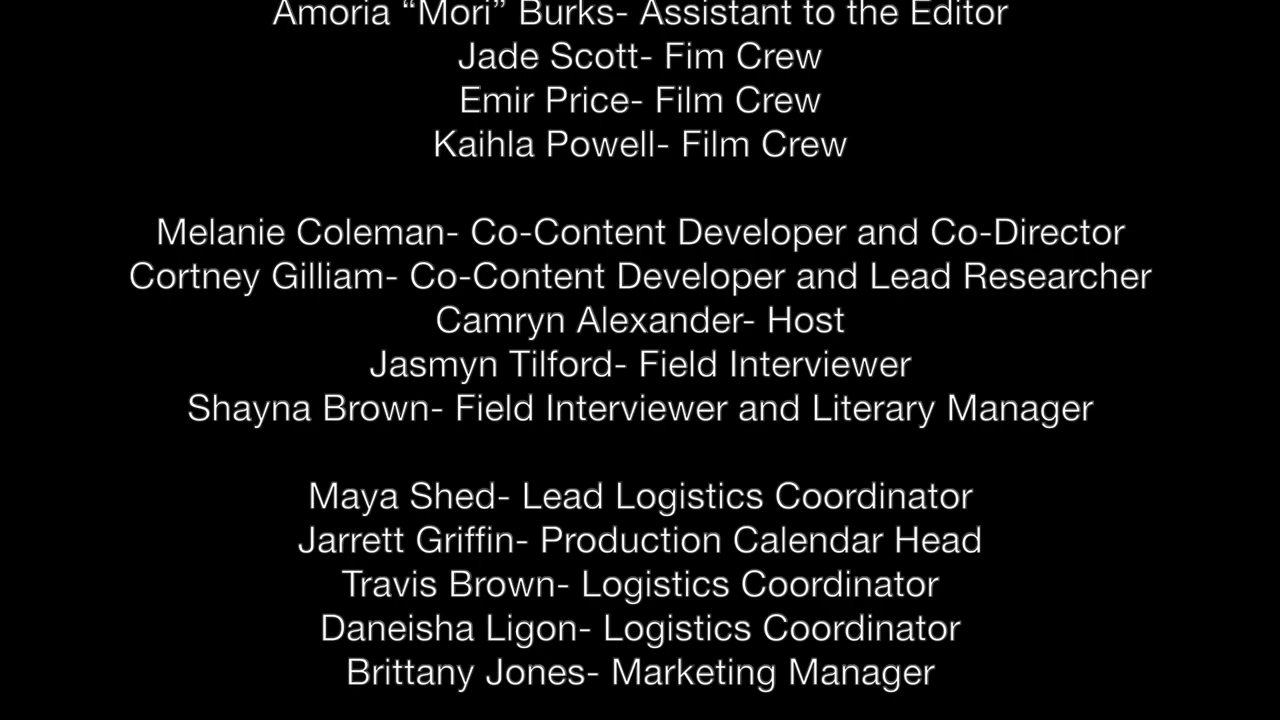 Amoria “Mori” Burks- Assistant to the Editor
Jade Scott- Fim Crew
Emir Price- Film Crew
Kaihla Powell- Film Crew
Melanie Coleman- Co-Content Developer and Co-Director
Cortney Gilliam- Co-Content Developer and Lead Researcher
Camryn Alexander- Host
Jasmyn Tilford- Field Interviewer
Shayna Brown- Field Interviewer and Literary Manager
Maya Shed- Lead Logistics Coordinator
Jarrett Griffin- Production Calendar Head
Travis Brown- Logistics Coordinator
Daneisha Ligon- Logistics Coordinator
Brittany Jones- Marketing Manager